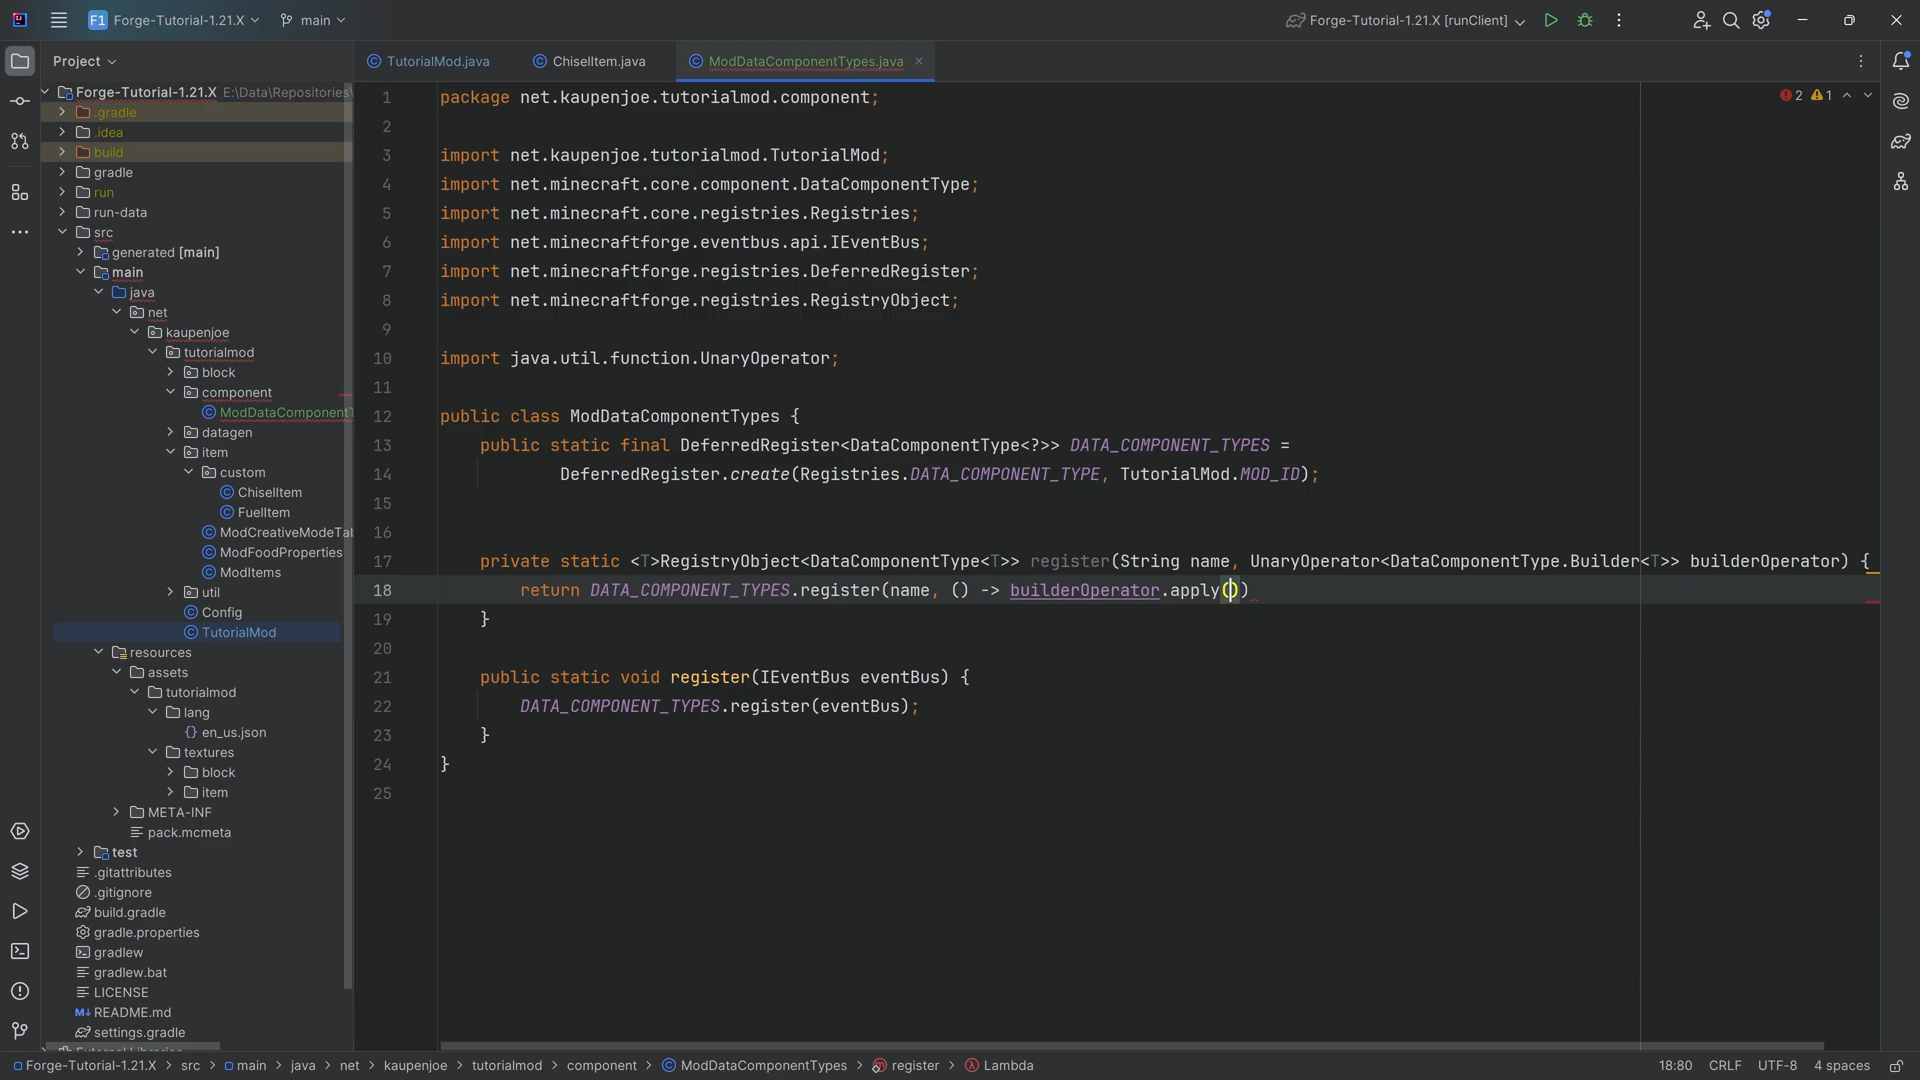 F1 Forge-Tutorial-1.21.X main Forge-Tutorial-1.21.X [runClient]
Project
TutorialMod.java ChiselItem.java ModDataComponentTypes.java
Forge-Tutorial-1.21.X E:\Data\Repositories\
.gradle
.idea
build
gradle
run
run-data
src
generated [main]
main
java
net
kaupenjoe
tutorialmod
block
component
ModDataComponentT
datagen
item
custom
ChiselItem
FuelItem
ModCreativeModeTab
ModFoodProperties
ModItems
util
Config
TutorialMod
resources
assets
tutorialmod
lang
en_us.json
textures
block
item
META-INF
pack.mcmeta
test
.gitattributes
.gitignore
build.gradle
gradle.properties
gradlew
gradlew.bat
LICENSE
M↓ README.md
settings.gradle
2 1
1 package net.kaupenjoe.tutorialmod.component;
2
3 import net.kaupenjoe.tutorialmod.TutorialMod;
4 import net.minecraft.core.component.DataComponentType;
5 import net.minecraft.core.registries.Registries;
6 import net.minecraftforge.eventbus.api.IEventBus;
7 import net.minecraftforge.registries.DeferredRegister;
8 import net.minecraftforge.registries.RegistryObject;
9
10 import java.util.function.UnaryOperator;
11
12 public class ModDataComponentTypes {
13 public static final DeferredRegister<DataComponentType<?>> DATA_COMPONENT_TYPES =
14 DeferredRegister.create(Registries.DATA_COMPONENT_TYPE, TutorialMod.MOD_ID);
15
16
17 private static <T>RegistryObject<DataComponentType<T>> register(String name, UnaryOperator<DataComponentType.Builder<T>> builderOperator) {
18 return DATA_COMPONENT_TYPES.register(name, () -> builderOperator.apply())
19 }
20
21 public static void register(IEventBus eventBus) {
22 DATA_COMPONENT_TYPES.register(eventBus);
23 }
24 }
25
Forge-Tutorial-1.21.X > src > main > java > net > kaupenjoe > tutorialmod > component > ModDataComponentTypes > register > Lambda 18:80 CRLF UTF-8 4 spaces